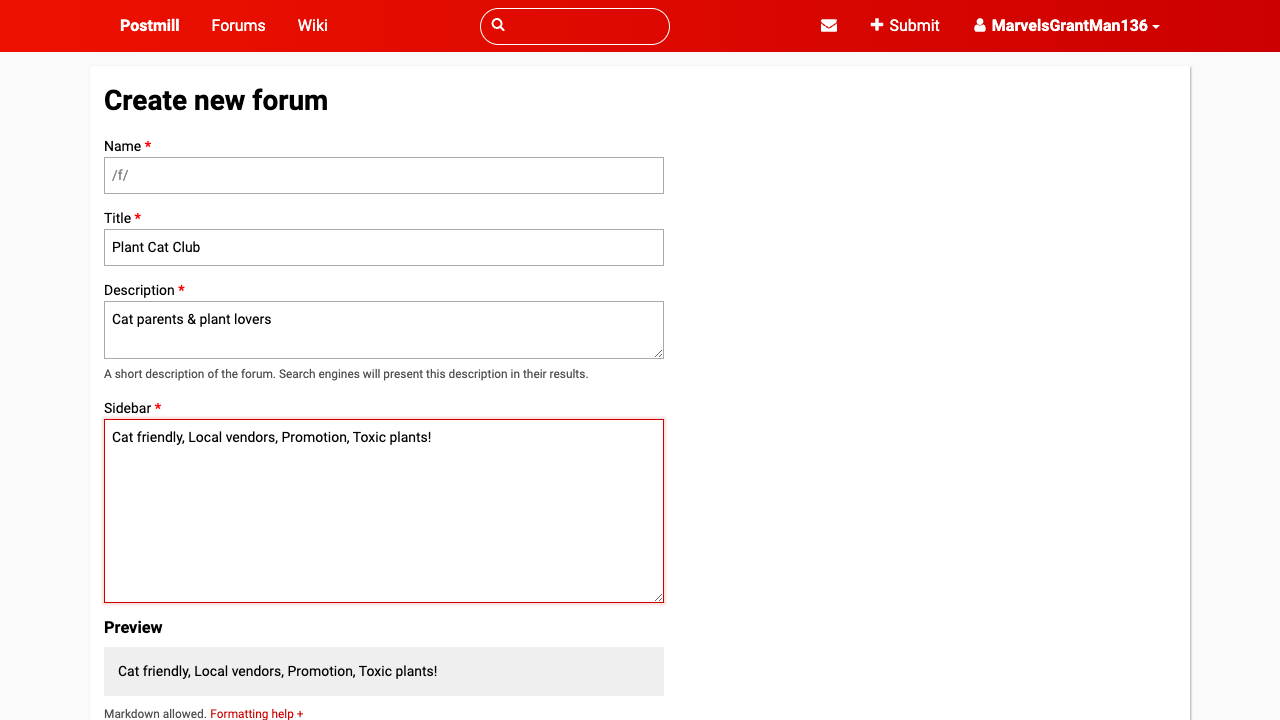 Postmill Forums Wiki Submit MarvelsGrantMan136
Create new forum
Name *
/f/
Title *
Plant Cat Club
Description *
Cat parents & plant lovers
A short description of the forum. Search engines will present this description in their results.
Sidebar *
Cat friendly, Local vendors, Promotion, Toxic plants!
Preview
Cat friendly, Local vendors, Promotion, Toxic plants!
Markdown allowed. Formatting help +